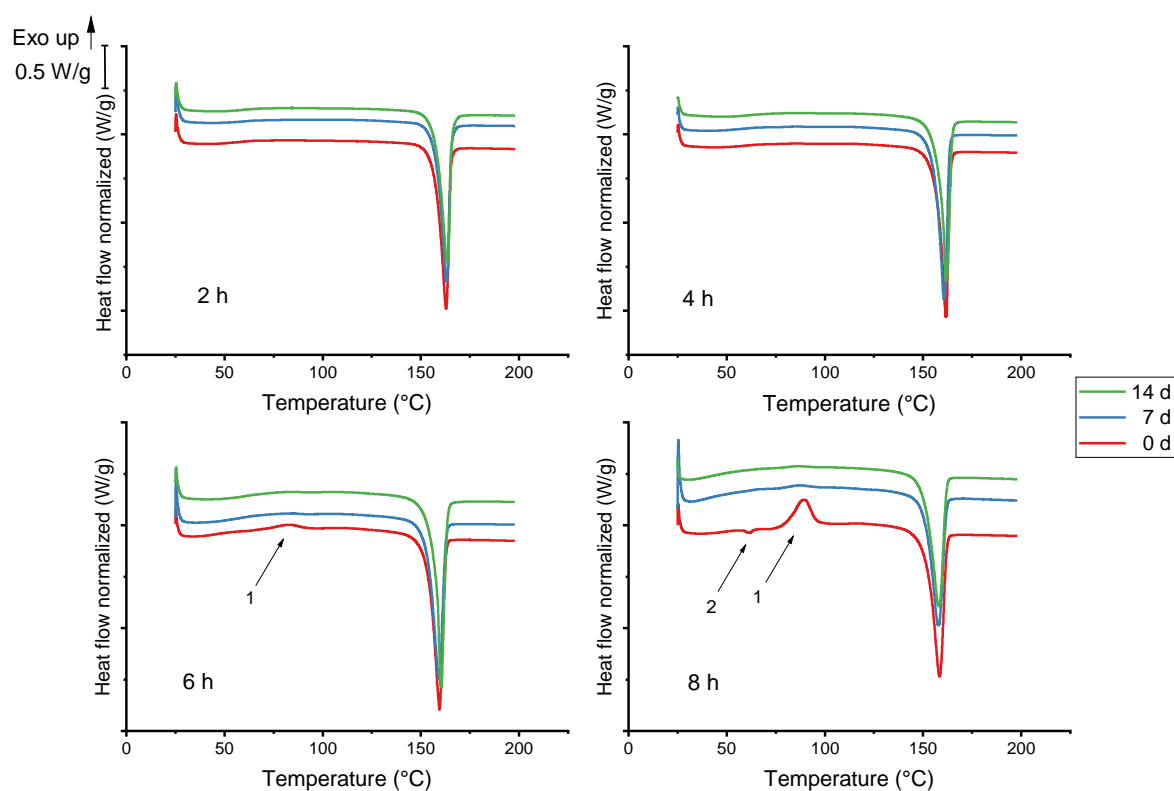 Exo up
0.5 W/g
Heat flow normalized (W/g)
2 h
0 50 100 150 200
Temperature (°C)
Heat flow normalized (W/g)
4 h
0 50 100 150 200
Temperature (°C)
14 d
7 d
0 d
Heat flow normalized (W/g)
1
6 h
0 50 100 150 200
Temperature (°C)
Heat flow normalized (W/g)
2 1
8 h
0 50 100 150 200
Temperature (°C)